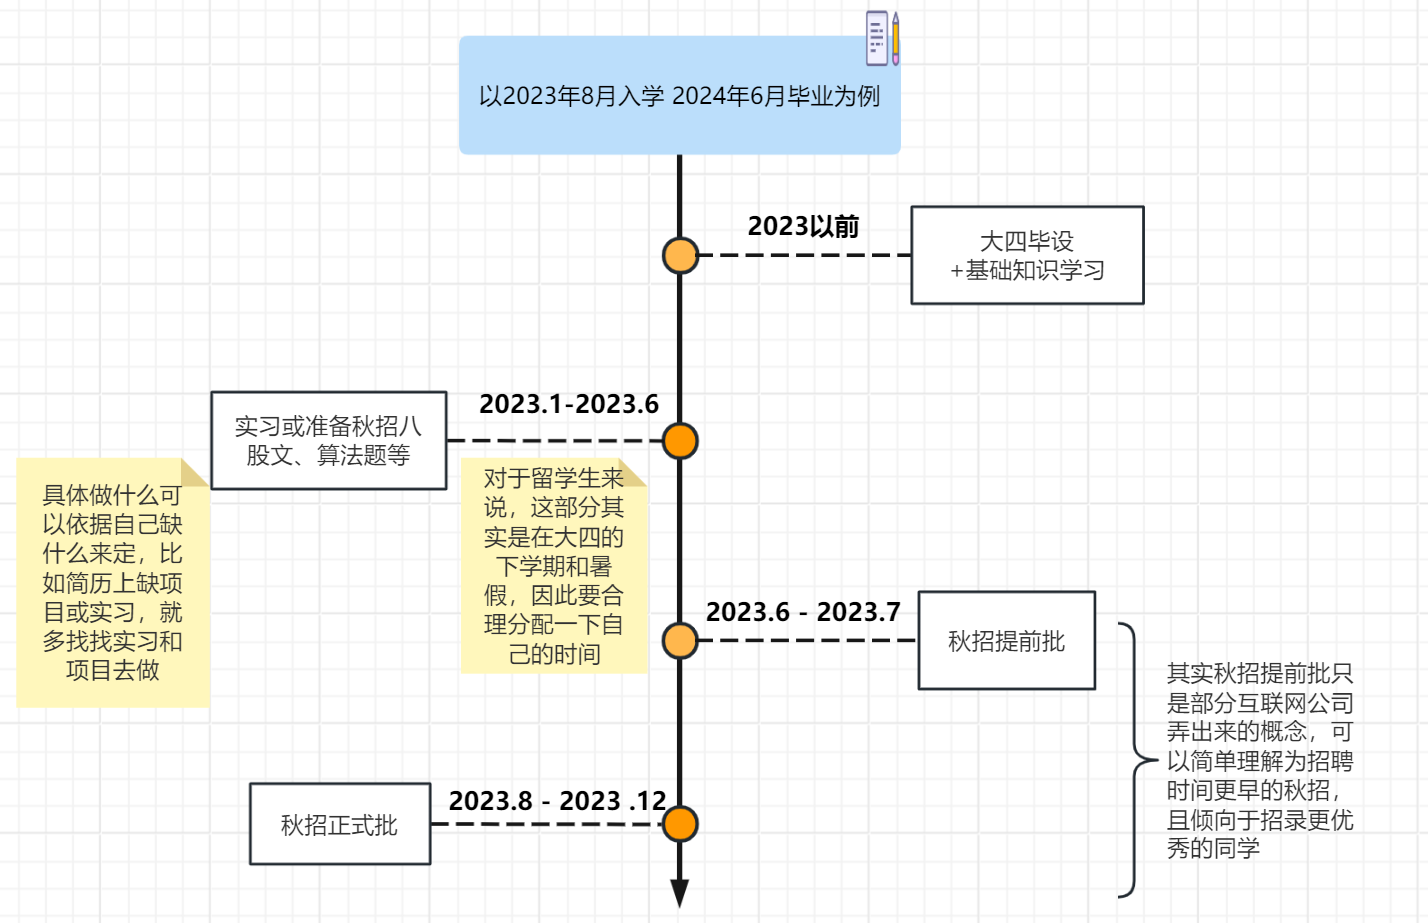 以2023年8月入学 2024年6月毕业为例
2023以前
大四毕设
+基础知识学习
2023.1-2023.6
实习或准备秋招八
股文、算法题等
具体做什么可
以依据自己缺
什么来定，比
如简历上缺项
目或实习，就
多找找实习和
项目去做
对于留学生来
说，这部分其
实是在大四的
下学期和暑
假，因此要合
理分配一下自
己的时间
2023.6 - 2023.7
秋招提前批
其实秋招提前批只
是部分互联网公司
弄出来的概念，可
以简单理解为招聘
时间更早的秋招，
且倾向于招录更优
秀的同学
2023.8 - 2023 .12
秋招正式批